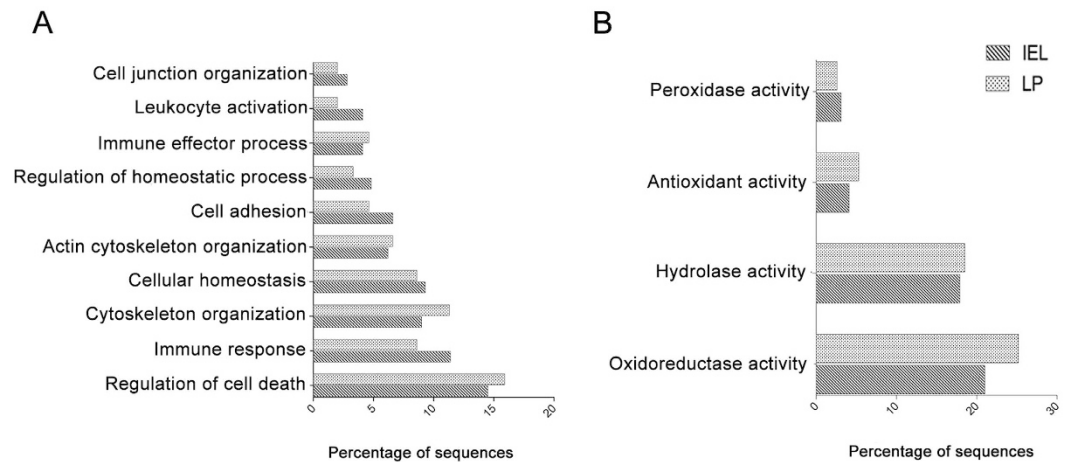 A
Cell junction organization
Leukocyte activation
Immune effector process
Regulation of homeostatic process
Cell adhesion
Actin cytoskeleton organization
Cellular homeostasis
Cytoskeleton organization
Immune response
Regulation of cell death
0 5 10 15 20
Percentage of sequences
B
IEL
LP
Peroxidase activity
Antioxidant activity
Hydrolase activity
Oxidoreductase activity
0 10 20 30
Percentage of sequences